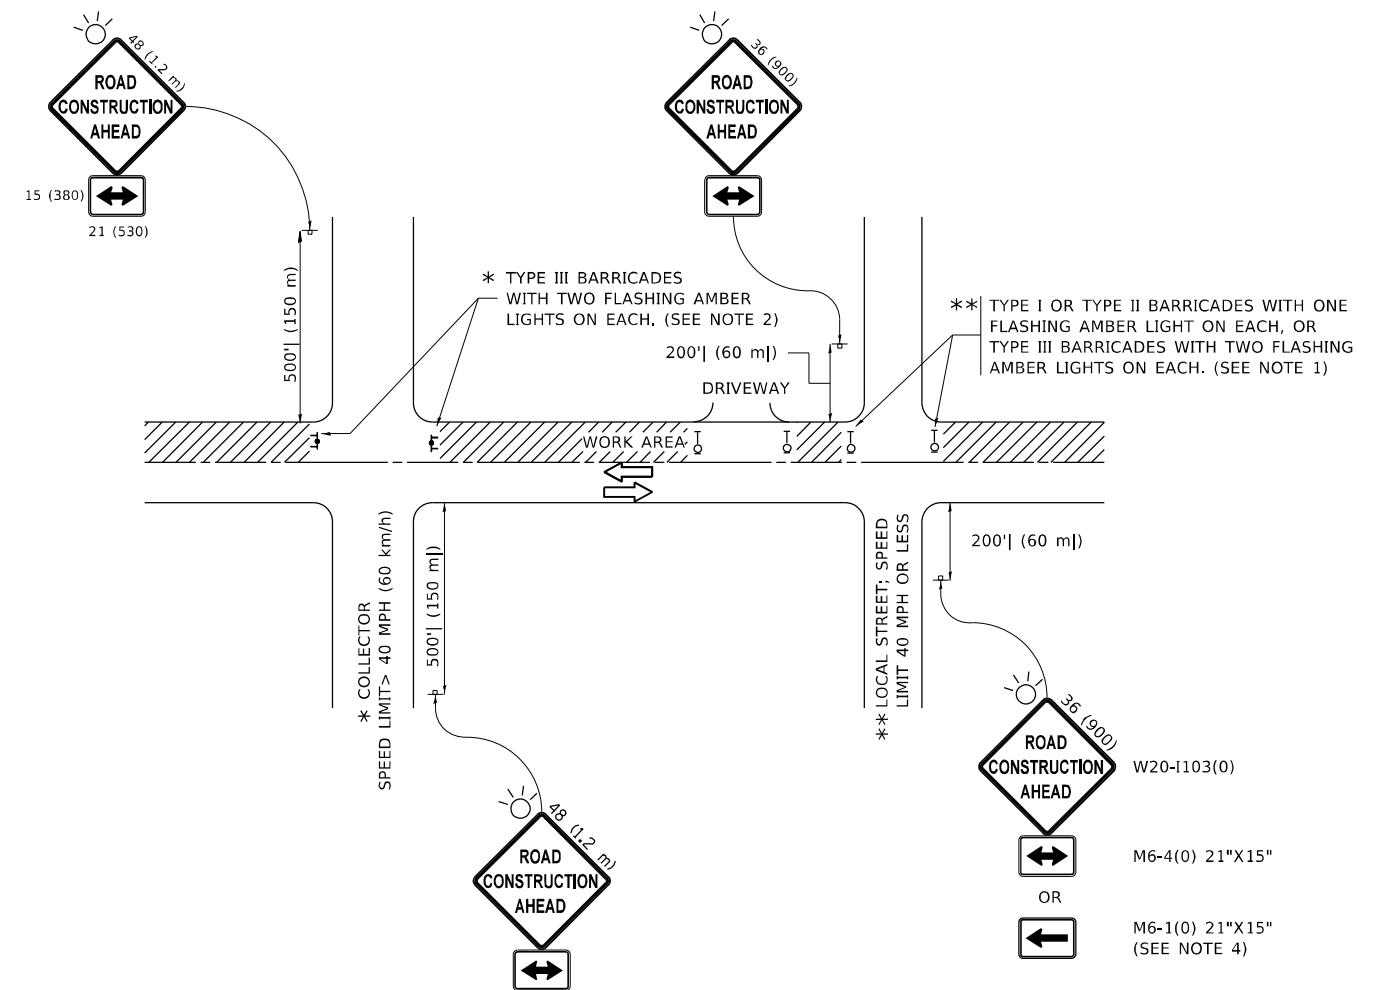 48 (1.2 m)
ROAD
CONSTRUCTION
AHEAD
15 (380)
21 (530)
36 (900)
ROAD
CONSTRUCTION
AHEAD
500'| (150 m)
* TYPE III BARRICADES
WITH TWO FLASHING AMBER
LIGHTS ON EACH. (SEE NOTE 2)
200'| (60 m|)
DRIVEWAY
** TYPE I OR TYPE II BARRICADES WITH ONE
FLASHING AMBER LIGHT ON EACH, OR
TYPE III BARRICADES WITH TWO FLASHING
AMBER LIGHTS ON EACH. (SEE NOTE 1)
WORK AREA
* COLLECTOR
SPEED LIMIT> 40 MPH (60 km/h)
500'| (150 m|)
** LOCAL STREET; SPEED
LIMIT 40 MPH OR LESS
200'| (60 m|)
48 (1.2 m)
ROAD
CONSTRUCTION
AHEAD
36 (900)
ROAD
CONSTRUCTION
AHEAD
W20-I103(0)
M6-4(0) 21"X15"
OR
M6-1(0) 21"X15"
(SEE NOTE 4)